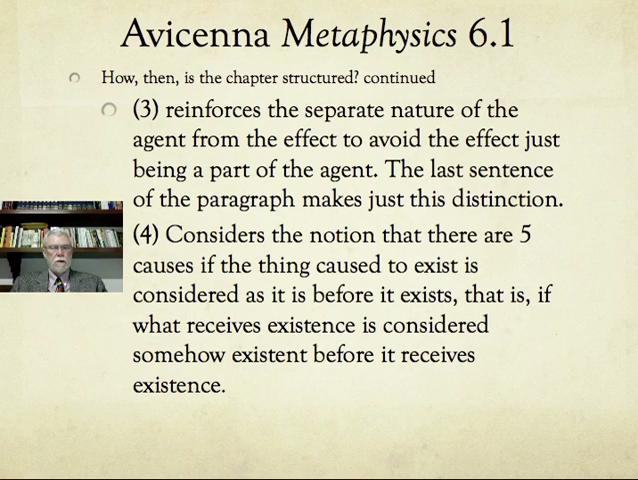 Avicenna Metaphysics 6.1
How, then, is the chapter structured? continued
(3) reinforces the separate nature of the
agent from the effect to avoid the effect just
being a part of the agent. The last sentence
of the paragraph makes just this distinction.
(4) Considers the notion that there are 5
causes if the thing caused to exist is
considered as it is before it exists, that is, if
what receives existence is considered
somehow existent before it receives
existence.